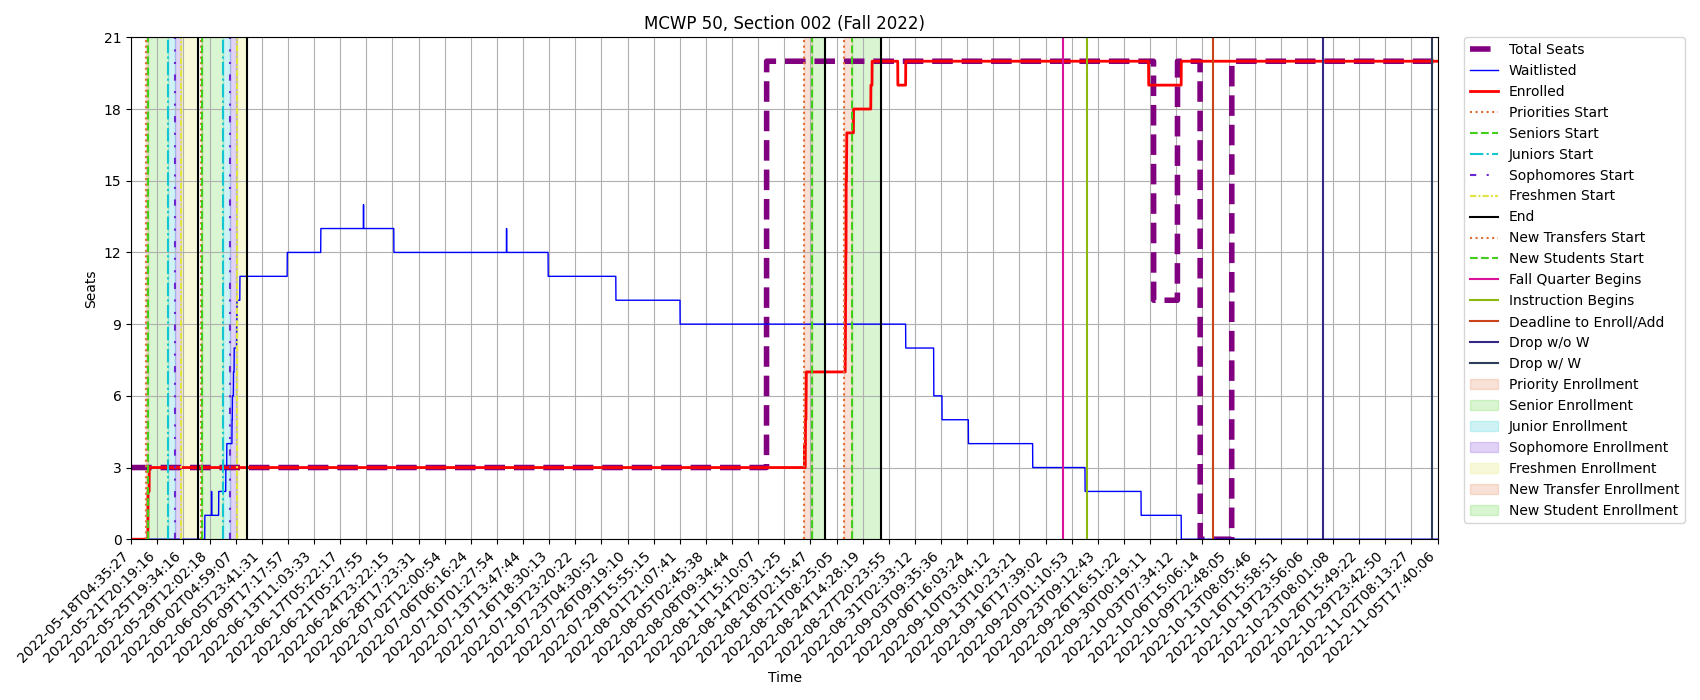 MCWP 50, Section 002 (Fall 2022)
Seats
21
18
15
12
9
6
3
0
2022-05-18T04:35:27
2022-05-21T20:19:16
2022-05-25T19:34:16
2022-05-29T12:02:18
2022-06-02T04:59:07
2022-06-05T23:41:31
2022-06-09T17:17:57
2022-06-13T11:03:33
2022-06-17T05:22:17
2022-06-21T05:27:55
2022-06-24T23:22:15
2022-06-28T17:23:31
2022-07-02T12:00:54
2022-07-06T06:16:24
2022-07-10T01:27:54
2022-07-13T13:47:44
2022-07-16T18:30:13
2022-07-19T23:20:22
2022-07-23T04:30:52
2022-07-26T09:19:10
2022-07-29T15:55:15
2022-08-01T21:07:41
2022-08-05T02:45:38
2022-08-08T09:34:44
2022-08-11T15:10:07
2022-08-14T20:31:25
2022-08-18T02:15:47
2022-08-21T08:25:05
2022-08-24T14:28:19
2022-08-27T20:23:55
2022-08-31T02:33:12
2022-09-03T09:35:36
2022-09-06T16:03:24
2022-09-10T03:04:12
2022-09-13T10:23:21
2022-09-16T17:39:02
2022-09-20T01:10:53
2022-09-23T09:12:43
2022-09-26T16:51:22
2022-09-30T00:19:11
2022-10-03T07:34:12
2022-10-06T15:06:14
2022-10-09T22:48:05
2022-10-13T08:05:46
2022-10-16T15:58:51
2022-10-19T23:56:06
2022-10-23T08:01:08
2022-10-26T15:49:22
2022-10-29T23:42:50
2022-11-02T08:13:27
2022-11-05T17:40:06
Time
Total Seats
Waitlisted
Enrolled
Priorities Start
Seniors Start
Juniors Start
Sophomores Start
Freshmen Start
End
New Transfers Start
New Students Start
Fall Quarter Begins
Instruction Begins
Deadline to Enroll/Add
Drop w/o W
Drop w/ W
Priority Enrollment
Senior Enrollment
Junior Enrollment
Sophomore Enrollment
Freshmen Enrollment
New Transfer Enrollment
New Student Enrollment